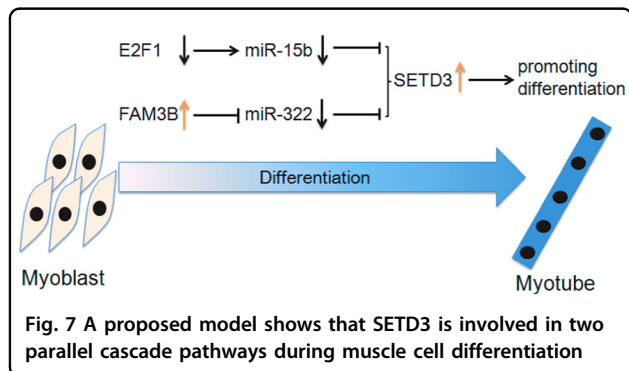 E2F1 miR-15b
SETD3 promoting
differentiation
FAM3B miR-322
Differentiation
Myoblast Myotube
Fig. 7 A proposed model shows that SETD3 is involved in two
parallel cascade pathways during muscle cell differentiation